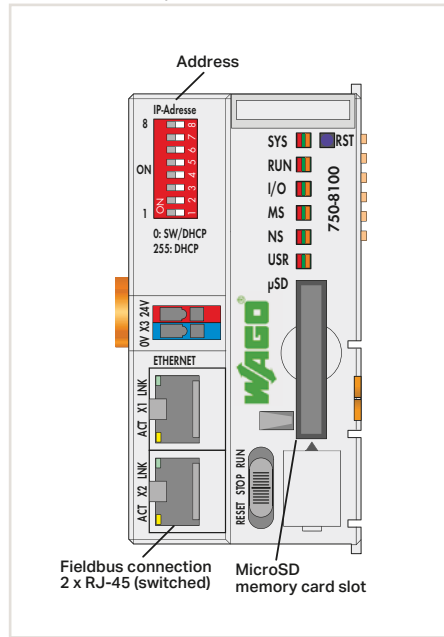 Address
IP-Adresse
8
ON
1
ON
1 2 3 4 5 6 7 8
0: SW/DHCP
255: DHCP
SYS
RST
RUN
I/O
MS
NS
USR
µSD
750-8100
0V X3 24V
WAGO
ETHERNET
ACT X1 LNK
ACT X2 LNK
RESET STOP RUN
Fieldbus connection
2 x RJ-45 (switched)
MicroSD
memory card slot